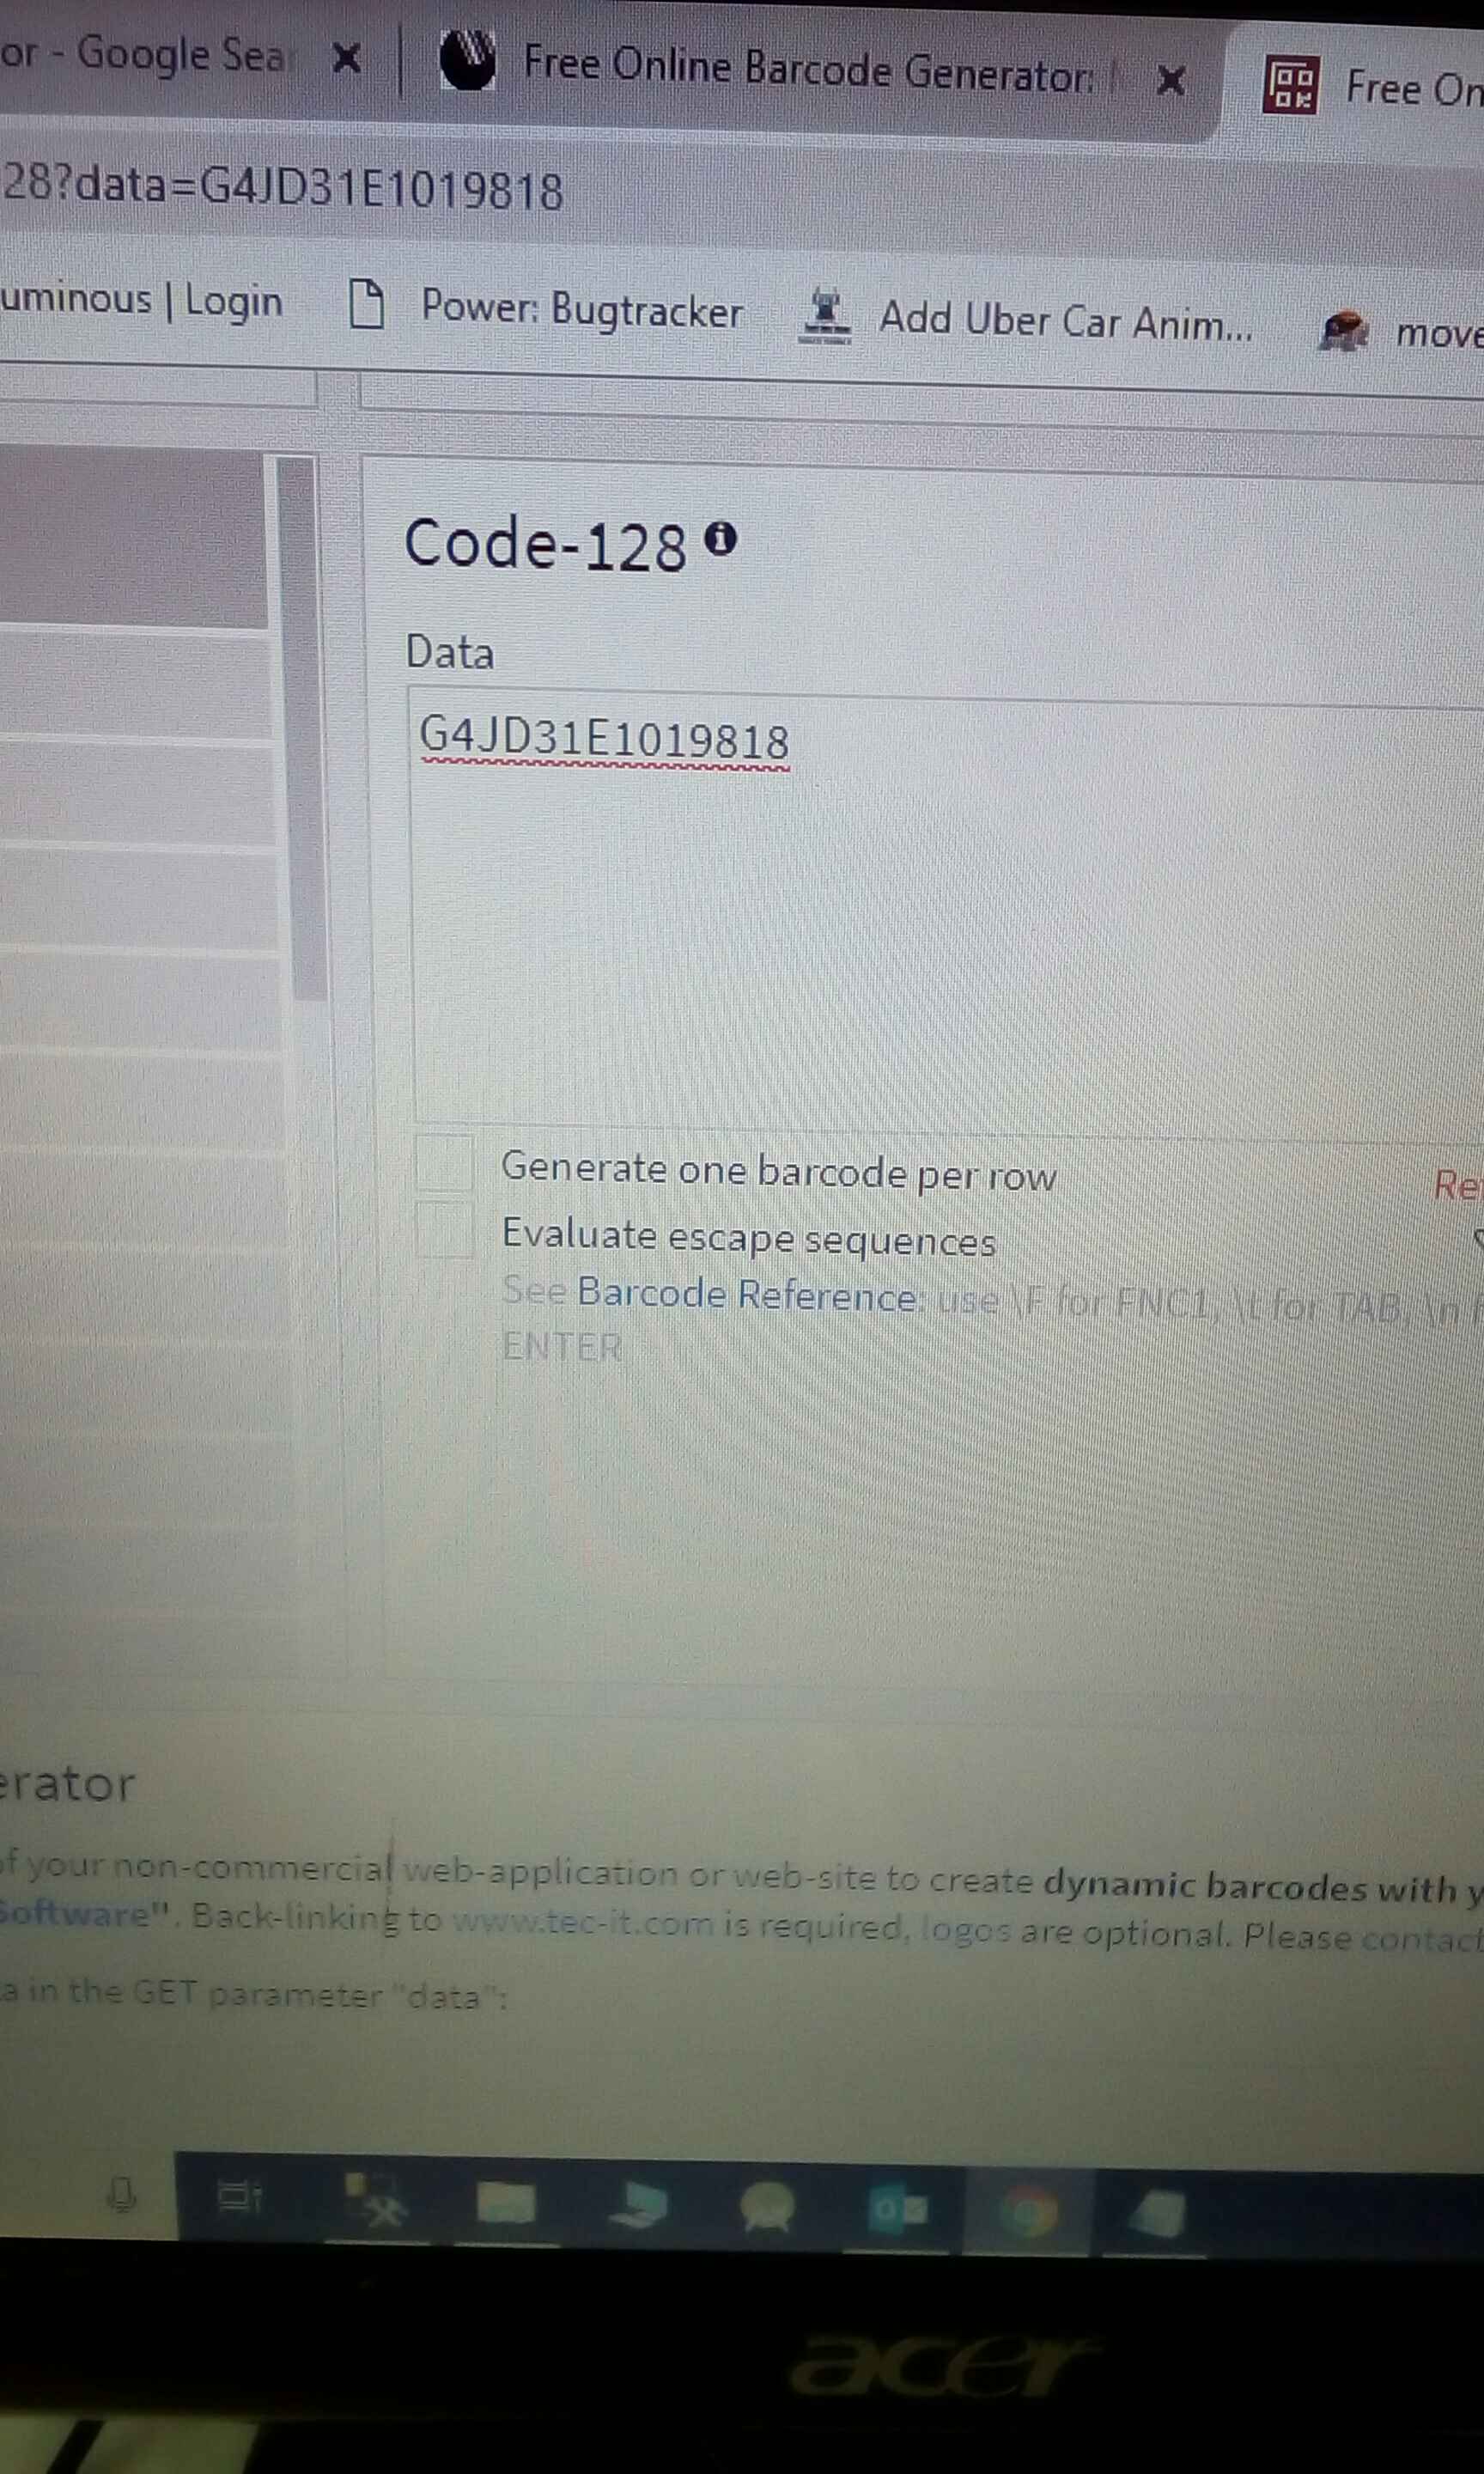 or - Google Sear
Free Online Barcode Generator:
Free On
28?data=G4JD31E1019818
uminous | Login
Power: Bugtracker
Add Uber Car Anim...
move
Code-128
Data
G4JD31E1019818
Generate one barcode per row
Re
Evaluate escape sequences
See Barcode Reference: use \F for FNC1, \t for TAB, \n
ENTER
erator
of your non-commercial web-application or web-site to create dynamic barcodes with y
Software". Back-linking to www.tec-it.com is required, logos are optional. Please contact
a in the GET parameter "data":
acer